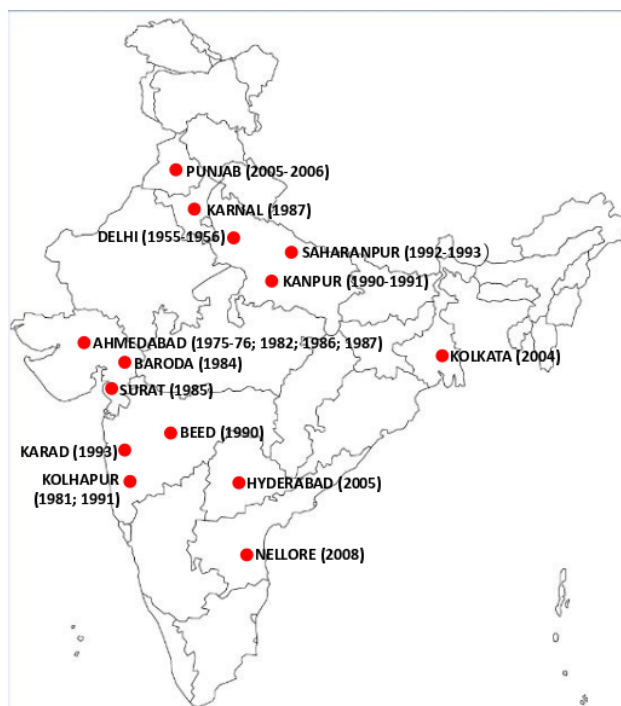 PUNJAB (2005-2006)
KARNAL (1987)
DELHI (1955-1956)
SAHARANPUR (1992-1993
KANPUR (1990-1991)
AHMEDABAD (1975-76; 1982; 1986; 1987)
KOLKATA (2004)
BARODA (1984)
SURAT (1985)
BEED (1990)
KARAD (1993)
KOLHAPUR
(1981; 1991)
HYDERABAD (2005)
NELLORE (2008)